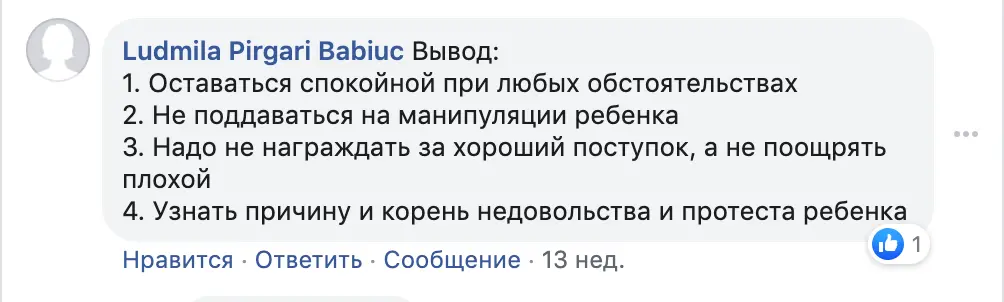 Ludmila Pirgari Babiuc Вывод:
1. Оставаться спокойной при любых обстоятельствах
2. Не поддаваться на манипуляции ребенка
3. Надо не награждать за хороший поступок, а не поощрять
плохой
4. Узнать причину и корень недовольства и протеста ребенка
1
Нравится · Ответить · Сообщение · 13 нед.